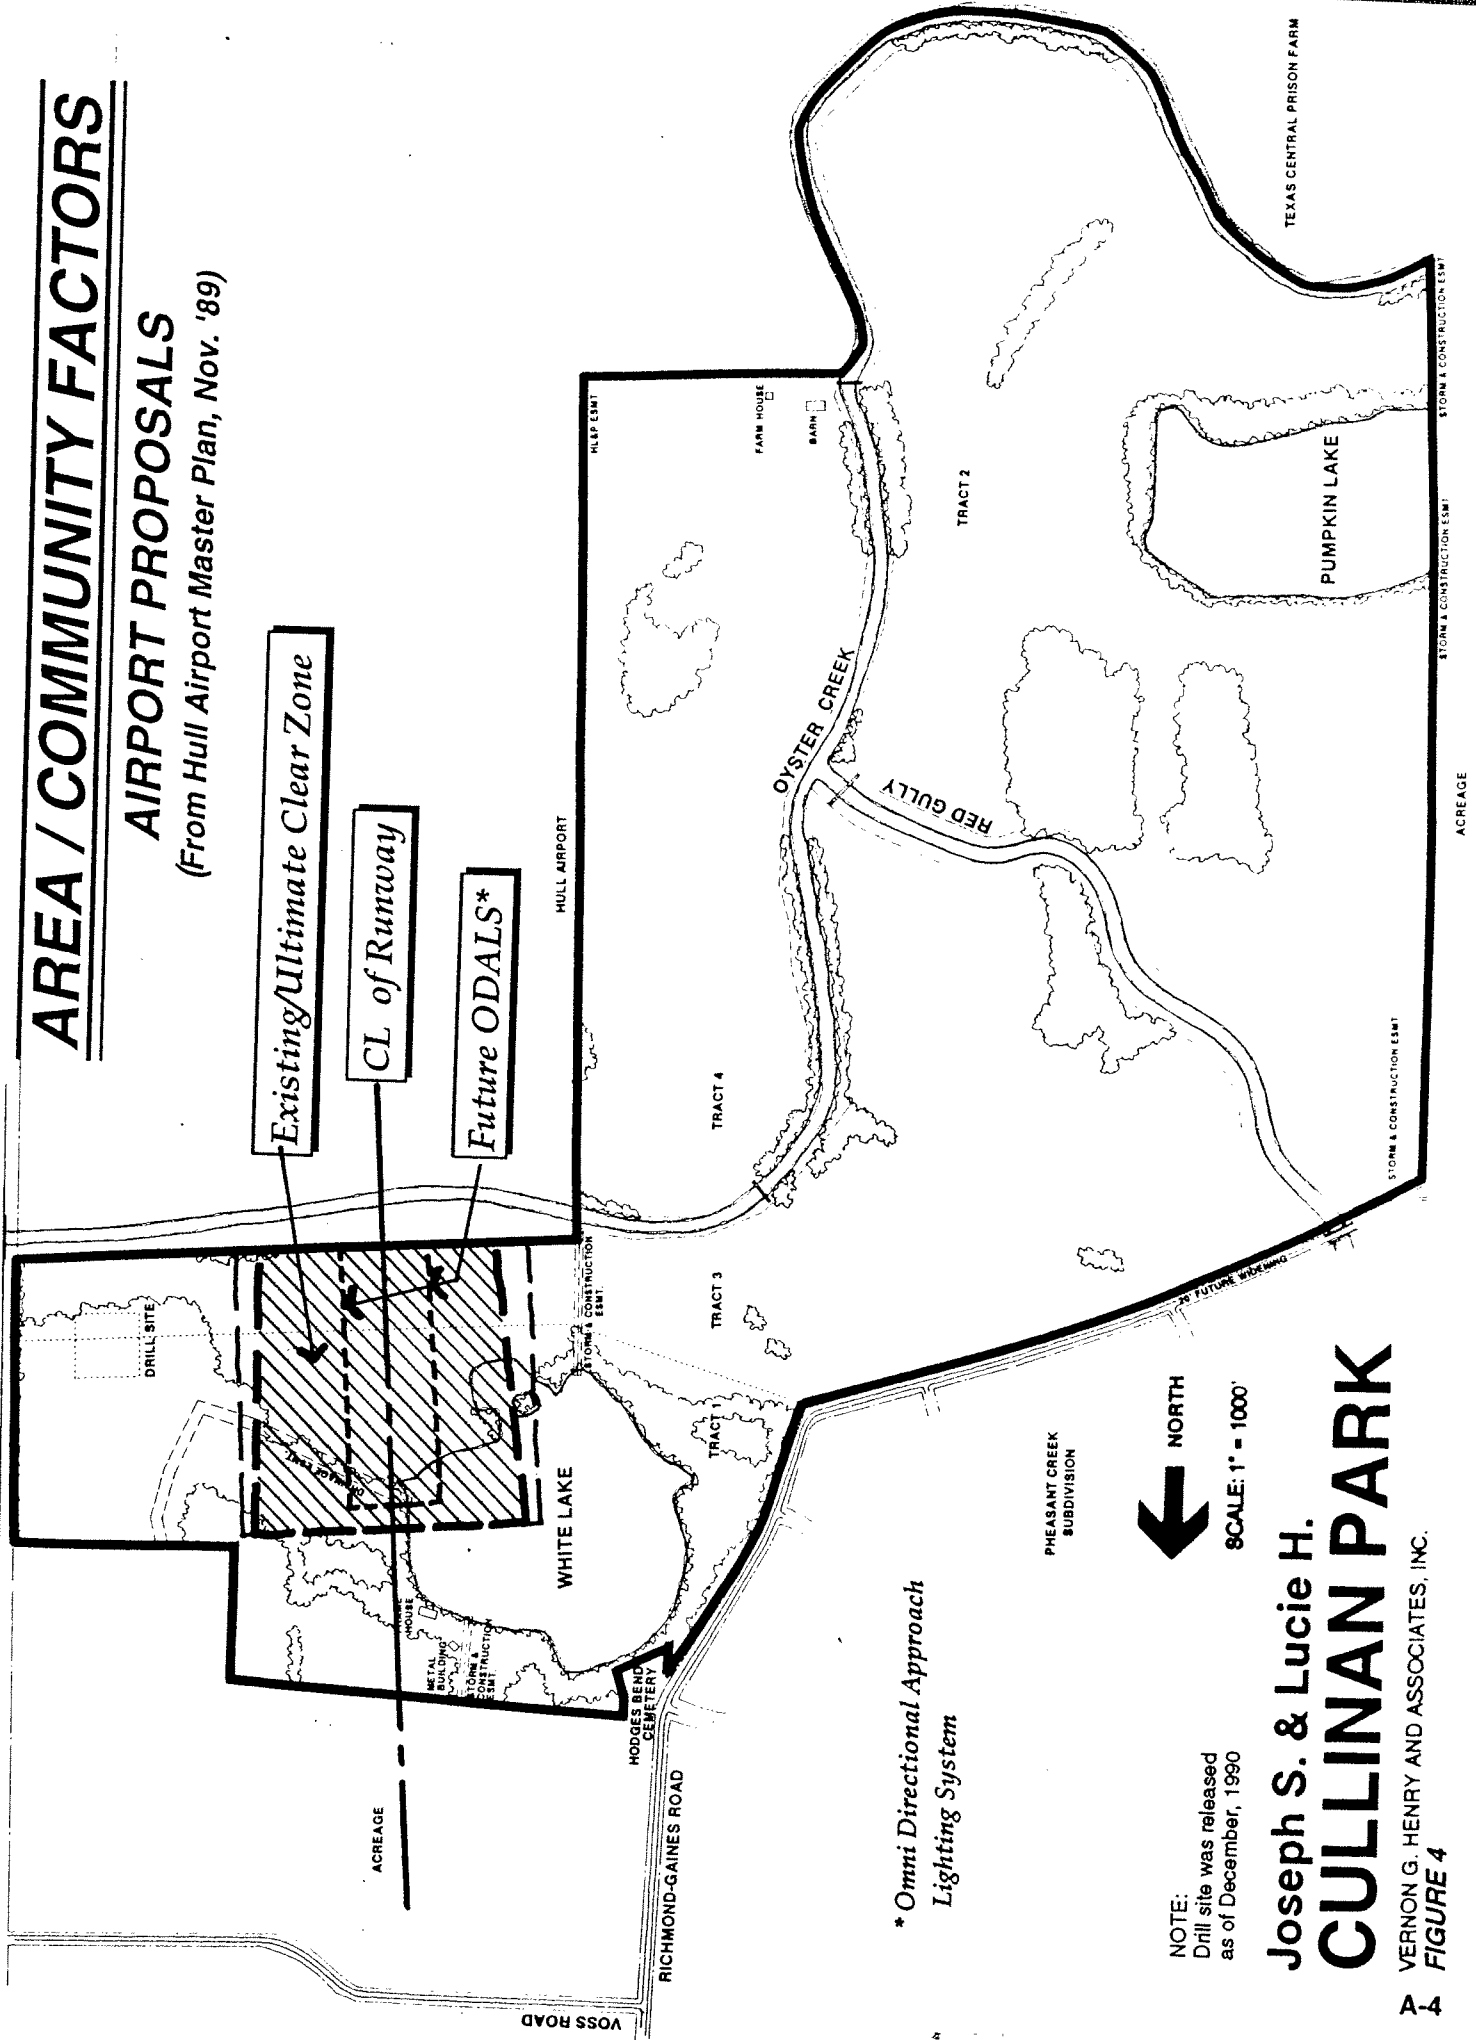 AREA / COMMUNITY FACTORS
AIRPORT PROPOSALS
(From Hull Airport Master Plan, Nov. '89)
Existing/Ultimate Clear Zone
CL of Runway
Future ODALS*
HULL AIRPORT
HL&P ESMT
FARM HOUSE
BARN
TEXAS CENTRAL PRISON FARM
DRILL SITE
STORM & CONSTRUCTION
ESMT.
TRACT 4
OYSTER CREEK
RED GULLY
TRACT 2
PUMPKIN LAKE
STORM & CONSTRUCTION ESMT
STORM & CONSTRUCTION ESMT
STORM & CONSTRUCTION ESMT
STORM & CONSTRUCTION ESMT
ACREAGE
TRACT 3
TRACT 1
20' FUTURE WIDENING
WHITE LAKE
HOUSE
METAL
BUILDING
STORM &
CONSTRUCTION
ESMT.
HODGES BEND
CEMETERY
ACREAGE
RICHMOND-GAINES ROAD
VOSS ROAD
PHEASANT CREEK
SUBDIVISION
* Omni Directional Approach
Lighting System
NORTH
SCALE: 1" = 1000'
NOTE:
Drill site was released
as of December, 1990
Joseph S. & Lucie H.
CULLINAN PARK
VERNON G. HENRY AND ASSOCIATES, INC.
FIGURE 4
A-4